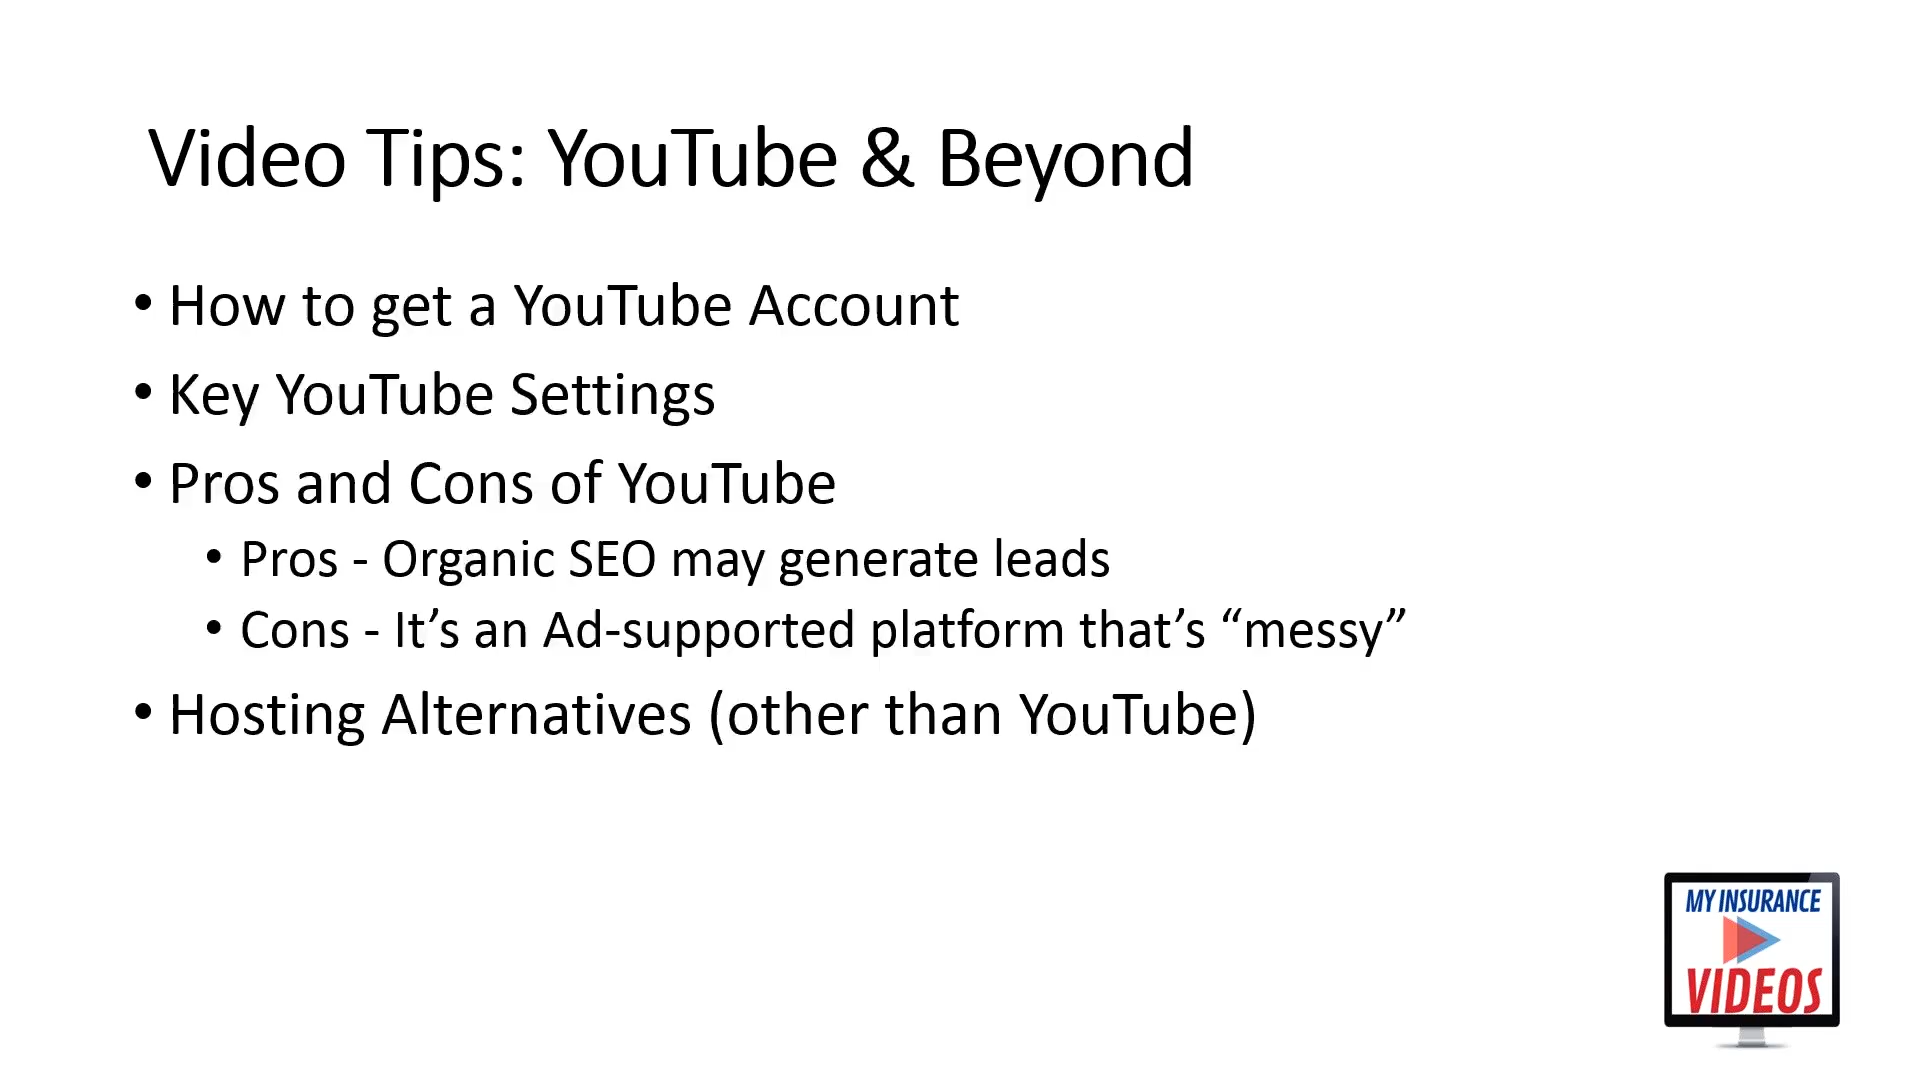 Video Tips: YouTube & Beyond
• How to get a YouTube Account
• Key YouTube Settings
• Pros and Cons of YouTube
• Pros - Organic SEO may generate leads
• Cons - It’s an Ad-supported platform that’s “messy”
• Hosting Alternatives (other than YouTube)
MY INSURANCE
VIDEOS